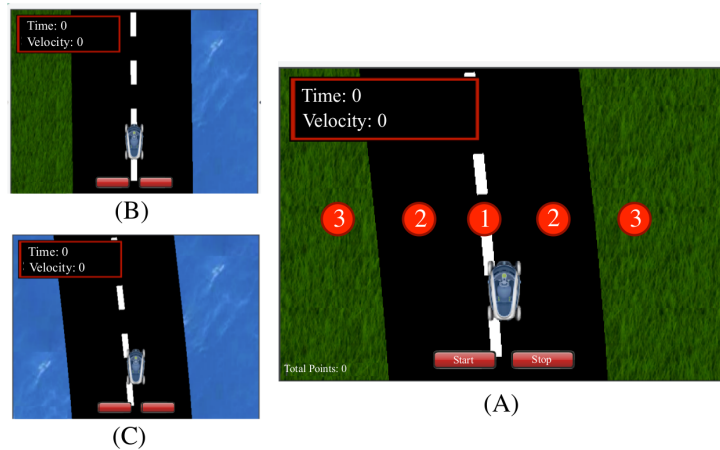 Time: 0
Velocity: 0
(B)
Time: 0
Velocity: 0
(C)
Time: 0
Velocity: 0
3 2 1 2 3
Start Stop
Total Points: 0
(A)